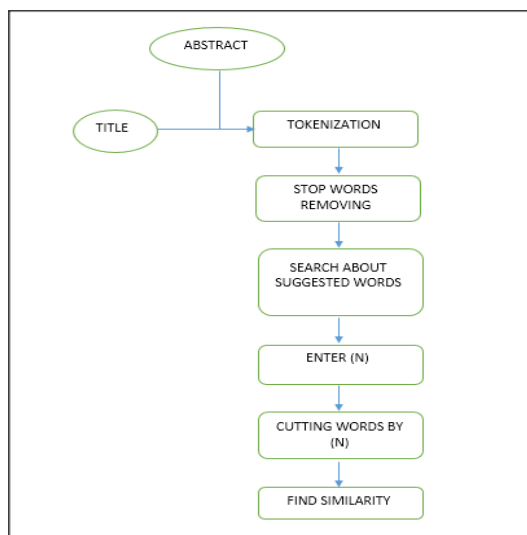 ABSTRACT
TITLE
TOKENIZATION
STOP WORDS
REMOVING
SEARCH ABOUT
SUGGESTED WORDS
ENTER (N)
CUTTING WORDS BY
(N)
FIND SIMILARITY